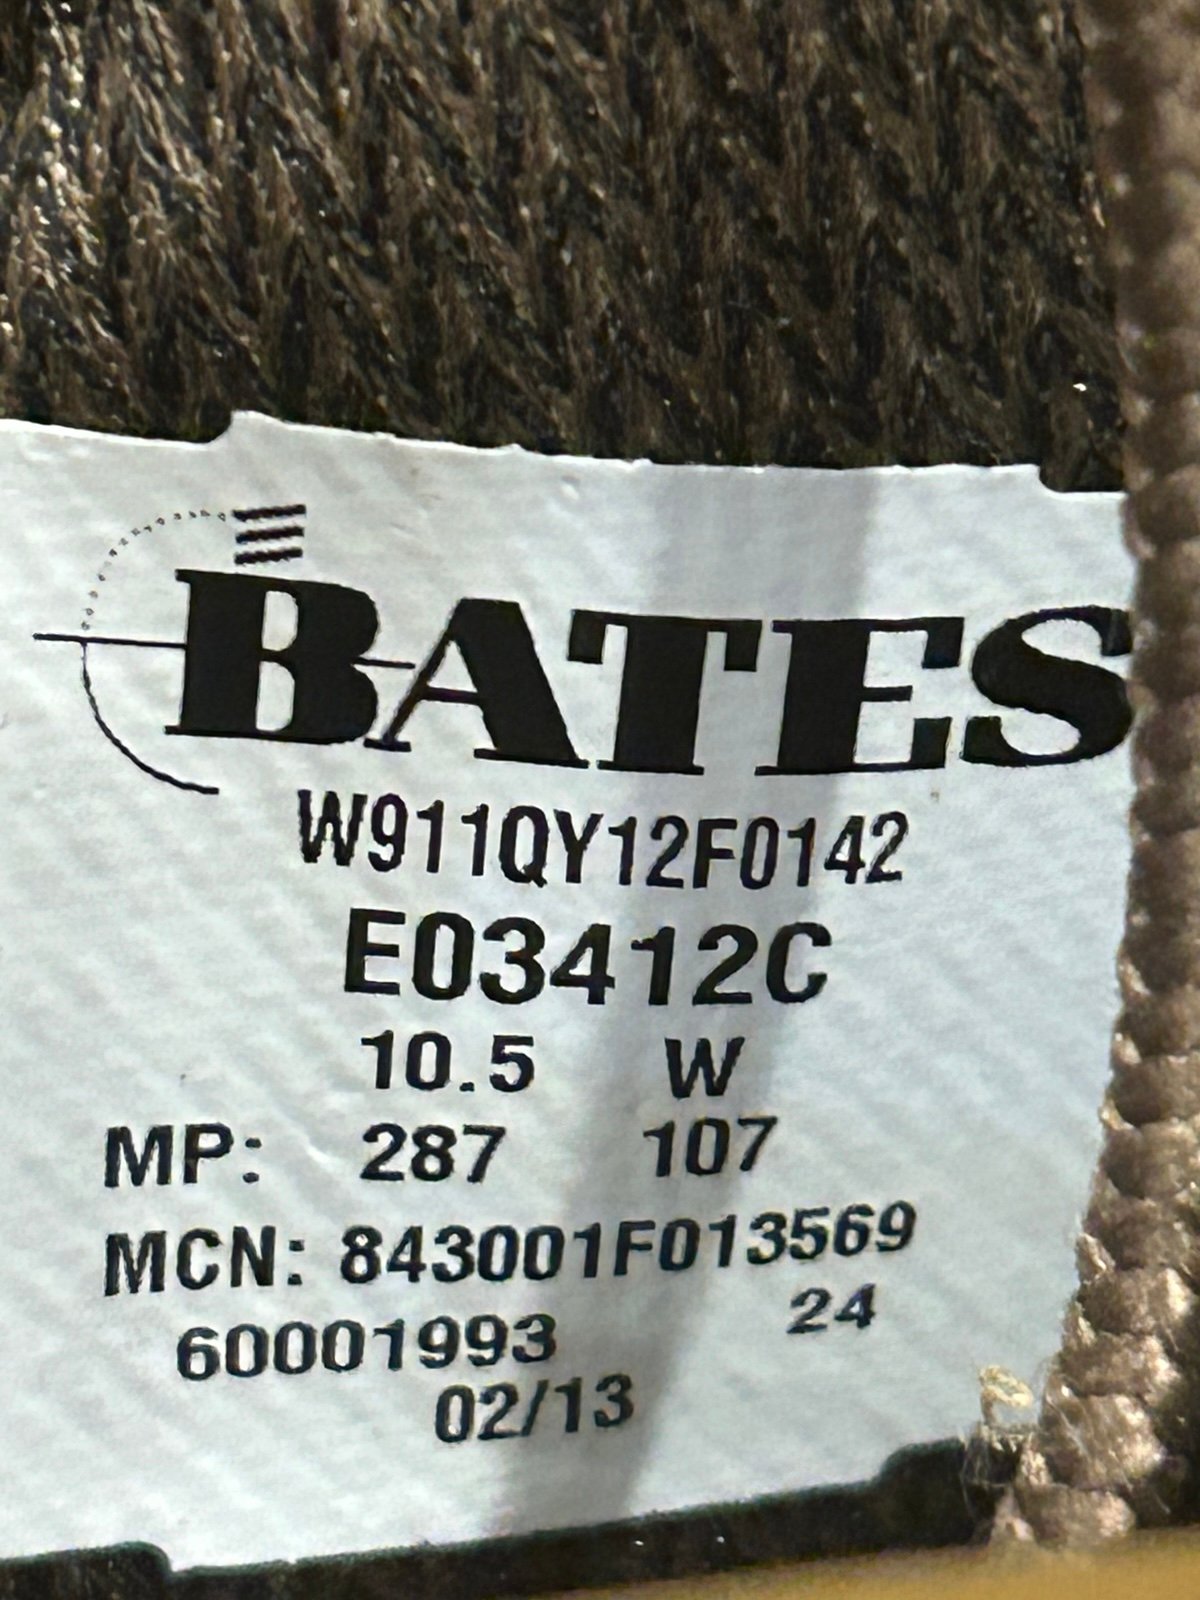 BATES
W911QY12F0142
E03412C
10.5 W
MP: 287 107
MCN: 843001F013569
60001993 24
02/13